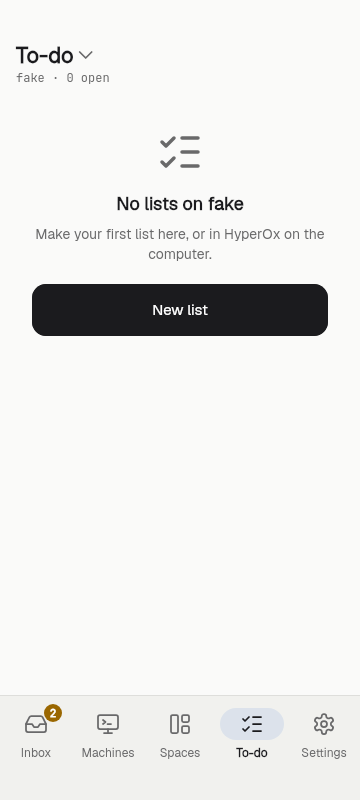 To-do
fake · 0 open
No lists on fake
Make your first list here, or in HyperOx on the
computer.
New list
2
Inbox
Machines
Spaces
To-do
Settings